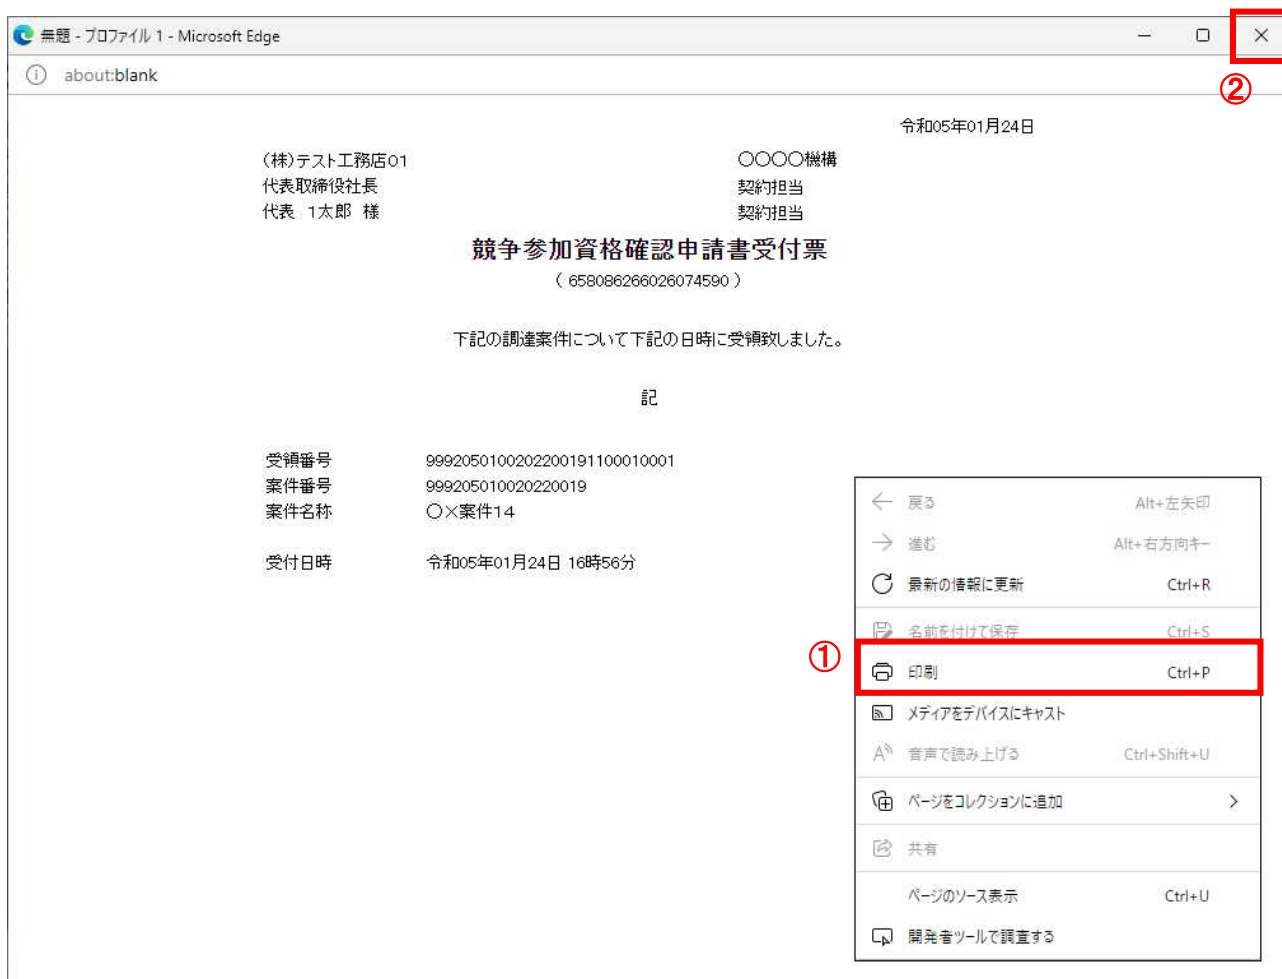 無題 - プロファイル 1 - Microsoft Edge
about:blank
②
令和05年01月24日
(株)テスト工務店01
〇〇〇〇機構
代表取締役社長
契約担当
代表 1太郎 様
契約担当
競争参加資格確認申請書受付票
( 658086266026074590 )
下記の調達案件について下記の日時に受領致しました。
記
受領番号 99920501002022001911000 10001
案件番号 999205010020220019
案件名称 〇×案件14
受付日時 令和05年01月24日 16時56分
戻る Alt+左矢印
進む Alt+右方向キー
最新の情報に更新 Ctrl+R
名前を付けて保存 Ctrl+S
①
印刷 Ctrl+P
メディアをデバイスにキャスト
音声で読み上げる Ctrl+Shift+U
ページをコレクションに追加
共有
ページのソース表示 Ctrl+U
開発者ツールで調査する